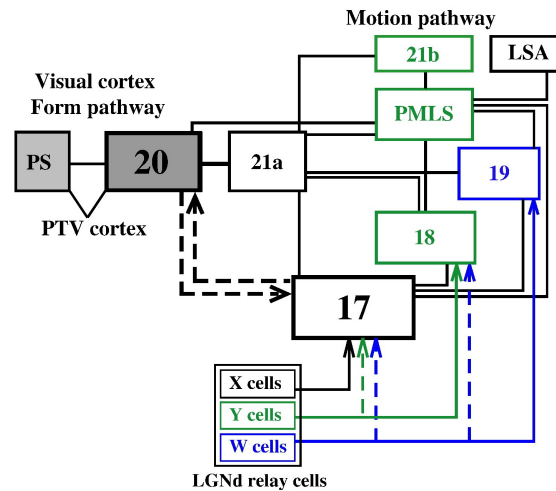 Motion pathway
21b
LSA
Visual cortex
Form pathway
PMLS
PS
20
21a
19
PTV cortex
18
17
X cells
Y cells
W cells
LGNd relay cells